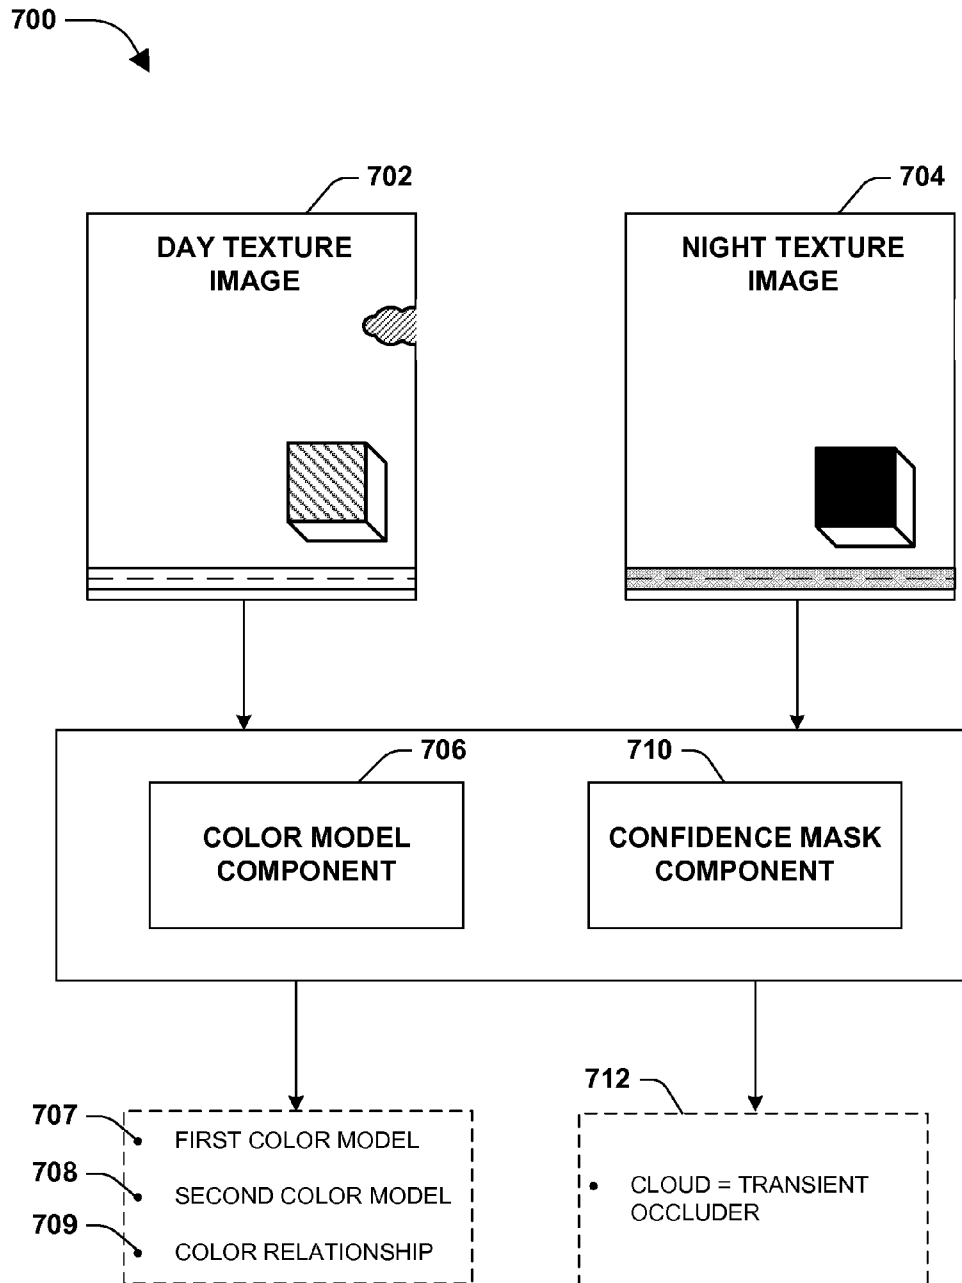 700
702
704
DAY TEXTURE
IMAGE
NIGHT TEXTURE
IMAGE
706
710
COLOR MODEL
COMPONENT
CONFIDENCE MASK
COMPONENT
707
• FIRST COLOR MODEL
708
• SECOND COLOR MODEL
709
• COLOR RELATIONSHIP
712
• CLOUD = TRANSIENT
OCCLUDER